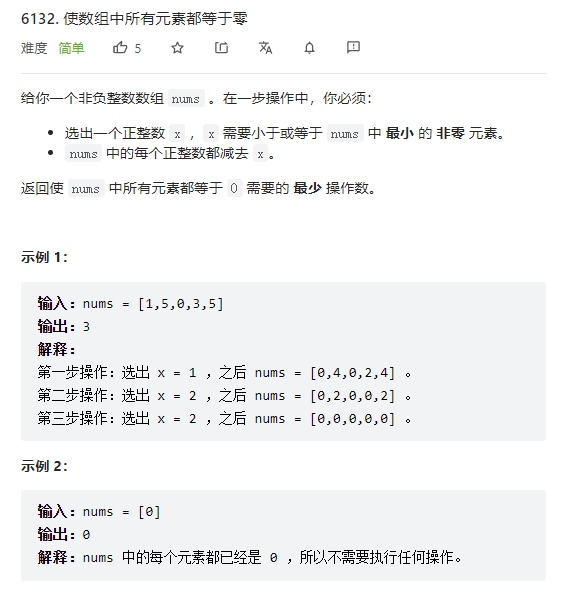 6132. 使数组中所有元素都等于零
难度 简单 5
给你一个非负整数数组 nums 。在一步操作中，你必须：
选出一个正整数 x ，x 需要小于或等于 nums 中 最小 的 非零 元素。
nums 中的每个正整数都减去 x。
返回使 nums 中所有元素都等于 0 需要的 最少 操作数。
示例 1：
输入：nums = [1,5,0,3,5]
输出：3
解释：
第一步操作：选出 x = 1 ，之后 nums = [0,4,0,2,4] 。
第二步操作：选出 x = 2 ，之后 nums = [0,2,0,0,2] 。
第三步操作：选出 x = 2 ，之后 nums = [0,0,0,0,0] 。
示例 2：
输入：nums = [0]
输出：0
解释：nums 中的每个元素都已经是 0 ，所以不需要执行任何操作。